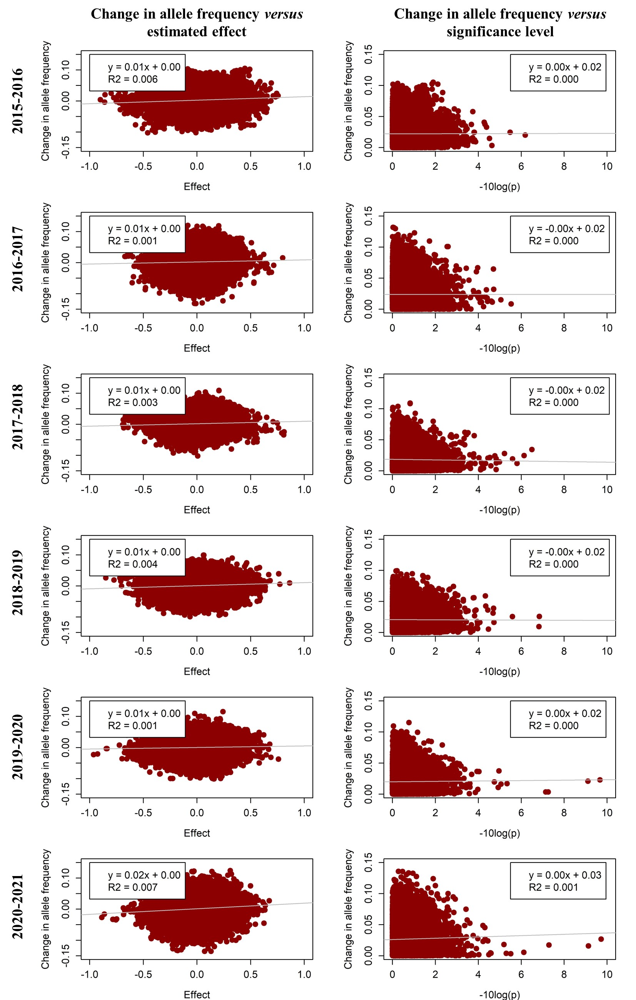 Change in allele frequency versus
estimated effect
Change in allele frequency versus
significance level
2015-2016
Change in allele frequency
0.10
0.00
-0.15
y = 0.01x + 0.00
R2 = 0.006
-1.0 -0.5 0.0 0.5 1.0
Effect
Change in allele frequency
0.15
0.10
0.05
0.00
y = 0.00x + 0.02
R2 = 0.000
0 2 4 6 8 10
-10log(p)
2016-2017
Change in allele frequency
0.10
0.00
-0.15
y = 0.01x + 0.00
R2 = 0.001
-1.0 -0.5 0.0 0.5 1.0
Effect
Change in allele frequency
0.15
0.10
0.05
0.00
y = -0.00x + 0.02
R2 = 0.000
0 2 4 6 8 10
-10log(p)
2017-2018
Change in allele frequency
0.10
0.00
-0.15
y = 0.01x + 0.00
R2 = 0.003
-1.0 -0.5 0.0 0.5 1.0
Effect
Change in allele frequency
0.15
0.10
0.05
0.00
y = -0.00x + 0.02
R2 = 0.000
0 2 4 6 8 10
-10log(p)
2018-2019
Change in allele frequency
0.10
0.00
-0.15
y = 0.01x + 0.00
R2 = 0.004
-1.0 -0.5 0.0 0.5 1.0
Effect
Change in allele frequency
0.15
0.10
0.05
0.00
y = -0.00x + 0.02
R2 = 0.000
0 2 4 6 8 10
-10log(p)
2019-2020
Change in allele frequency
0.10
0.00
-0.15
y = 0.01x + 0.00
R2 = 0.001
-1.0 -0.5 0.0 0.5 1.0
Effect
Change in allele frequency
0.15
0.10
0.05
0.00
y = 0.00x + 0.02
R2 = 0.000
0 2 4 6 8 10
-10log(p)
2020-2021
Change in allele frequency
0.10
0.00
-0.15
y = 0.02x + 0.00
R2 = 0.007
-1.0 -0.5 0.0 0.5 1.0
Effect
Change in allele frequency
0.15
0.10
0.05
0.00
y = 0.00x + 0.03
R2 = 0.001
0 2 4 6 8 10
-10log(p)